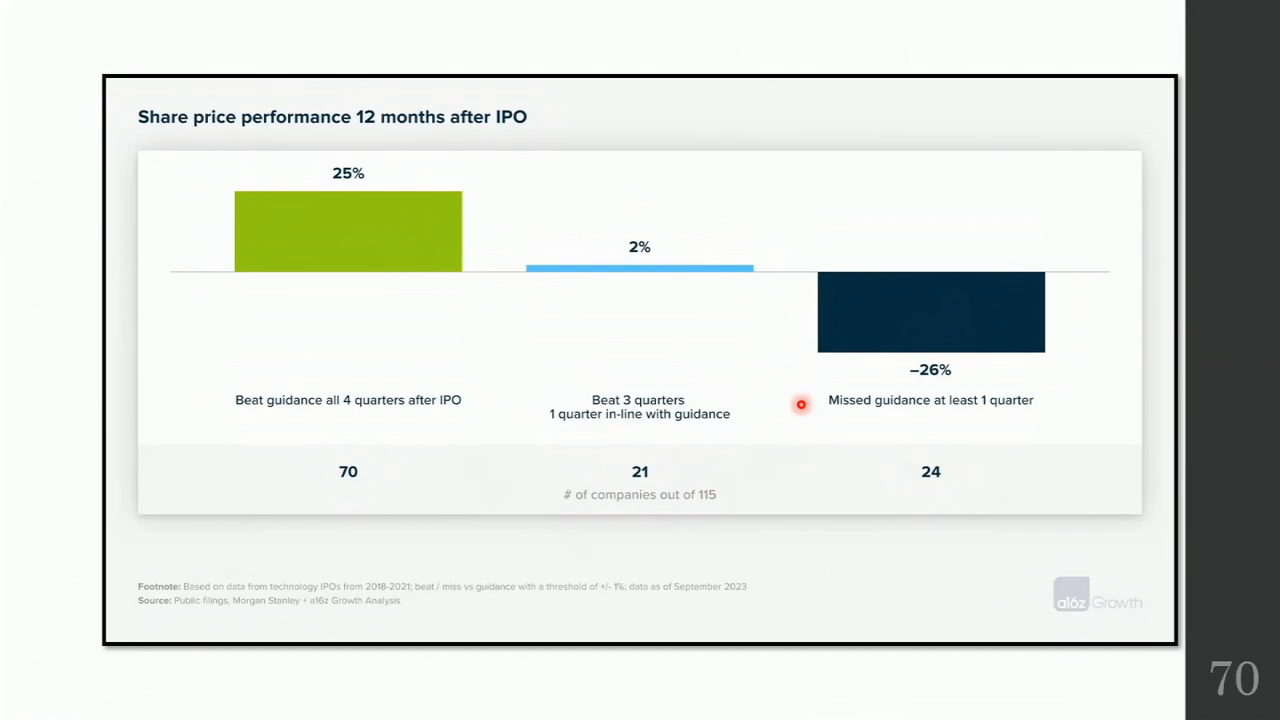 Share price performance 12 months after IPO
25%
2%
–26%
Beat guidance all 4 quarters after IPO
Beat 3 quarters
1 quarter in-line with guidance
Missed guidance at least 1 quarter
70
21
24
# of companies out of 115
Footnote: Based on data from technology IPOs from 2018-2021; beat / miss vs guidance with a threshold of +/- 1%; data as of September 2023
Source: Public filings, Morgan Stanley + a16z Growth Analysis
a16z Growth
70